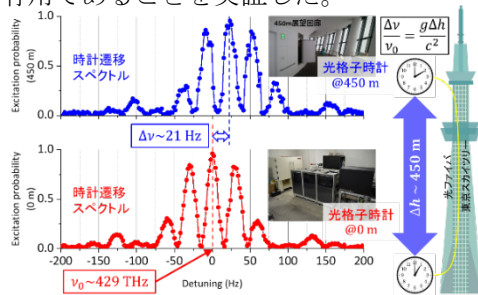 有用であることを実証した。
Excitation probability
(450 m)
1.0
0.5
0.0
時計遷移
スペクトル
450m展望回廊
光格子時計
@450 m
Δν/ν₀ = gΔh/c²
Δν~21 Hz
Excitation probability
(0 m)
1.0
0.5
0.0
時計遷移
スペクトル
光格子時計
@0 m
Δh ~ 450 m
光ファイバ
東京スカイツリー
-200 -150 -100 -50 0 50 100 150 200
ν₀~429 THz
Detuning (Hz)